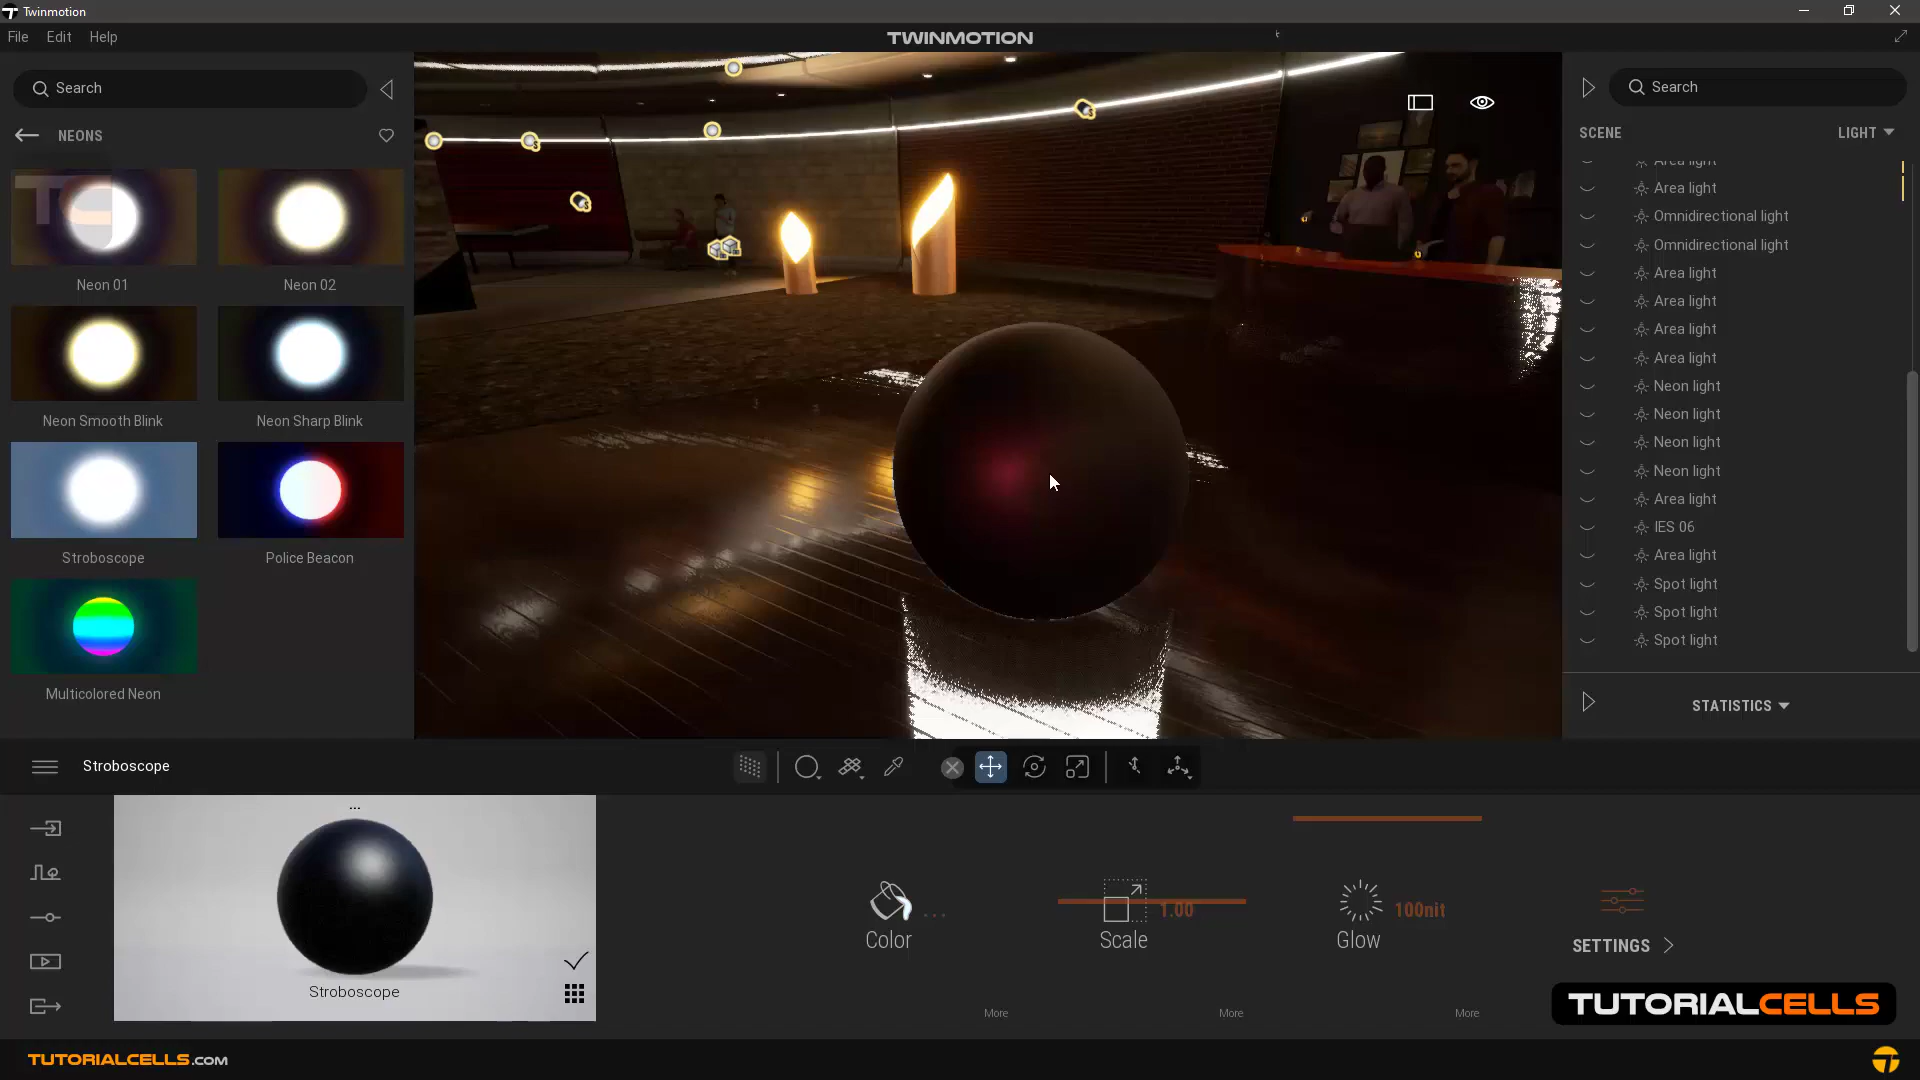 Twinmotion
File Edit Help
TWINMOTION
Search
NEONS
Neon 01
Neon 02
Neon Smooth Blink
Neon Sharp Blink
Stroboscope
Police Beacon
Multicolored Neon
Search
SCENE
LIGHT
Area light
Area light
Omnidirectional light
Omnidirectional light
Area light
Area light
Area light
Area light
Neon light
Neon light
Neon light
Neon light
Area light
IES 06
Area light
Spot light
Spot light
Spot light
STATISTICS
Stroboscope
...
Stroboscope
Color
...
More
Scale
1.00
More
Glow
100nit
More
SETTINGS
TUTORIALCELLS
TUTORIALCELLS.COM